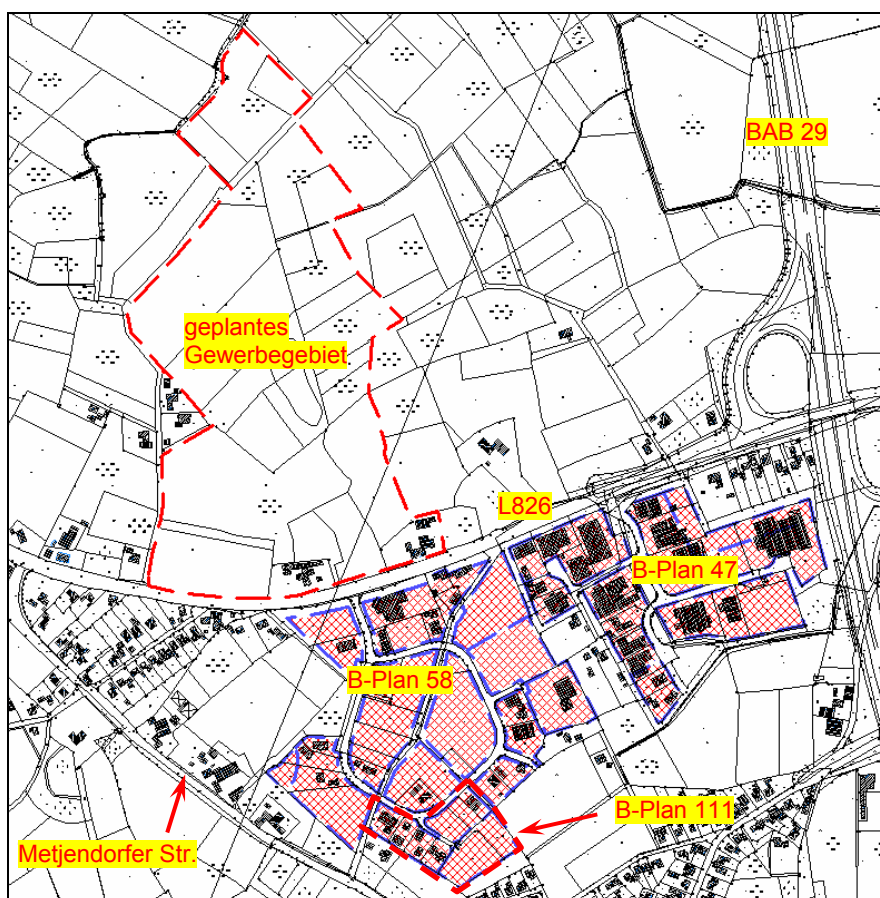 BAB 29
geplantes
Gewerbegebiet
L826
B-Plan 47
B-Plan 58
B-Plan 111
Metjendorfer Str.